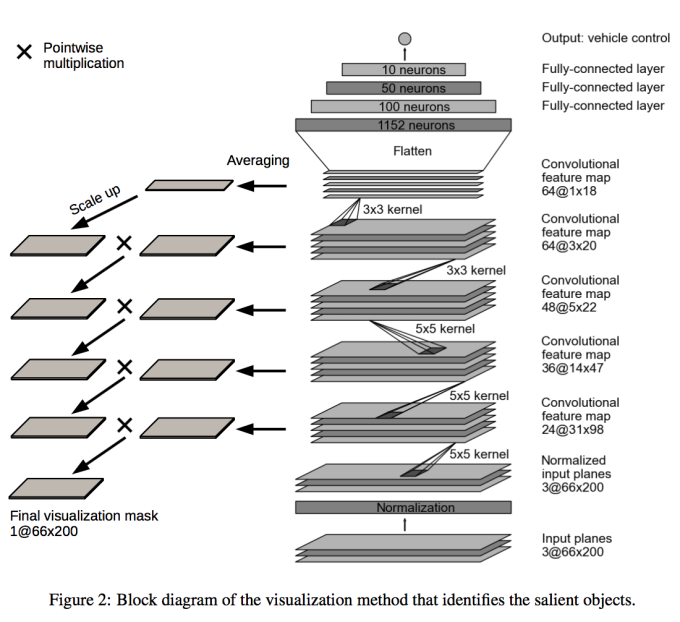 Pointwise
multiplication
Output: vehicle control
10 neurons
Fully-connected layer
50 neurons
Fully-connected layer
100 neurons
Fully-connected layer
1152 neurons
Flatten
Averaging
Scale up
Convolutional
feature map
64@1x18
3x3 kernel
Convolutional
feature map
64@3x20
3x3 kernel
Convolutional
feature map
48@5x22
5x5 kernel
Convolutional
feature map
36@14x47
5x5 kernel
Convolutional
feature map
24@31x98
5x5 kernel
Normalized
input planes
3@66x200
Final visualization mask
1@66x200
Normalization
Input planes
3@66x200
Figure 2: Block diagram of the visualization method that identifies the salient objects.